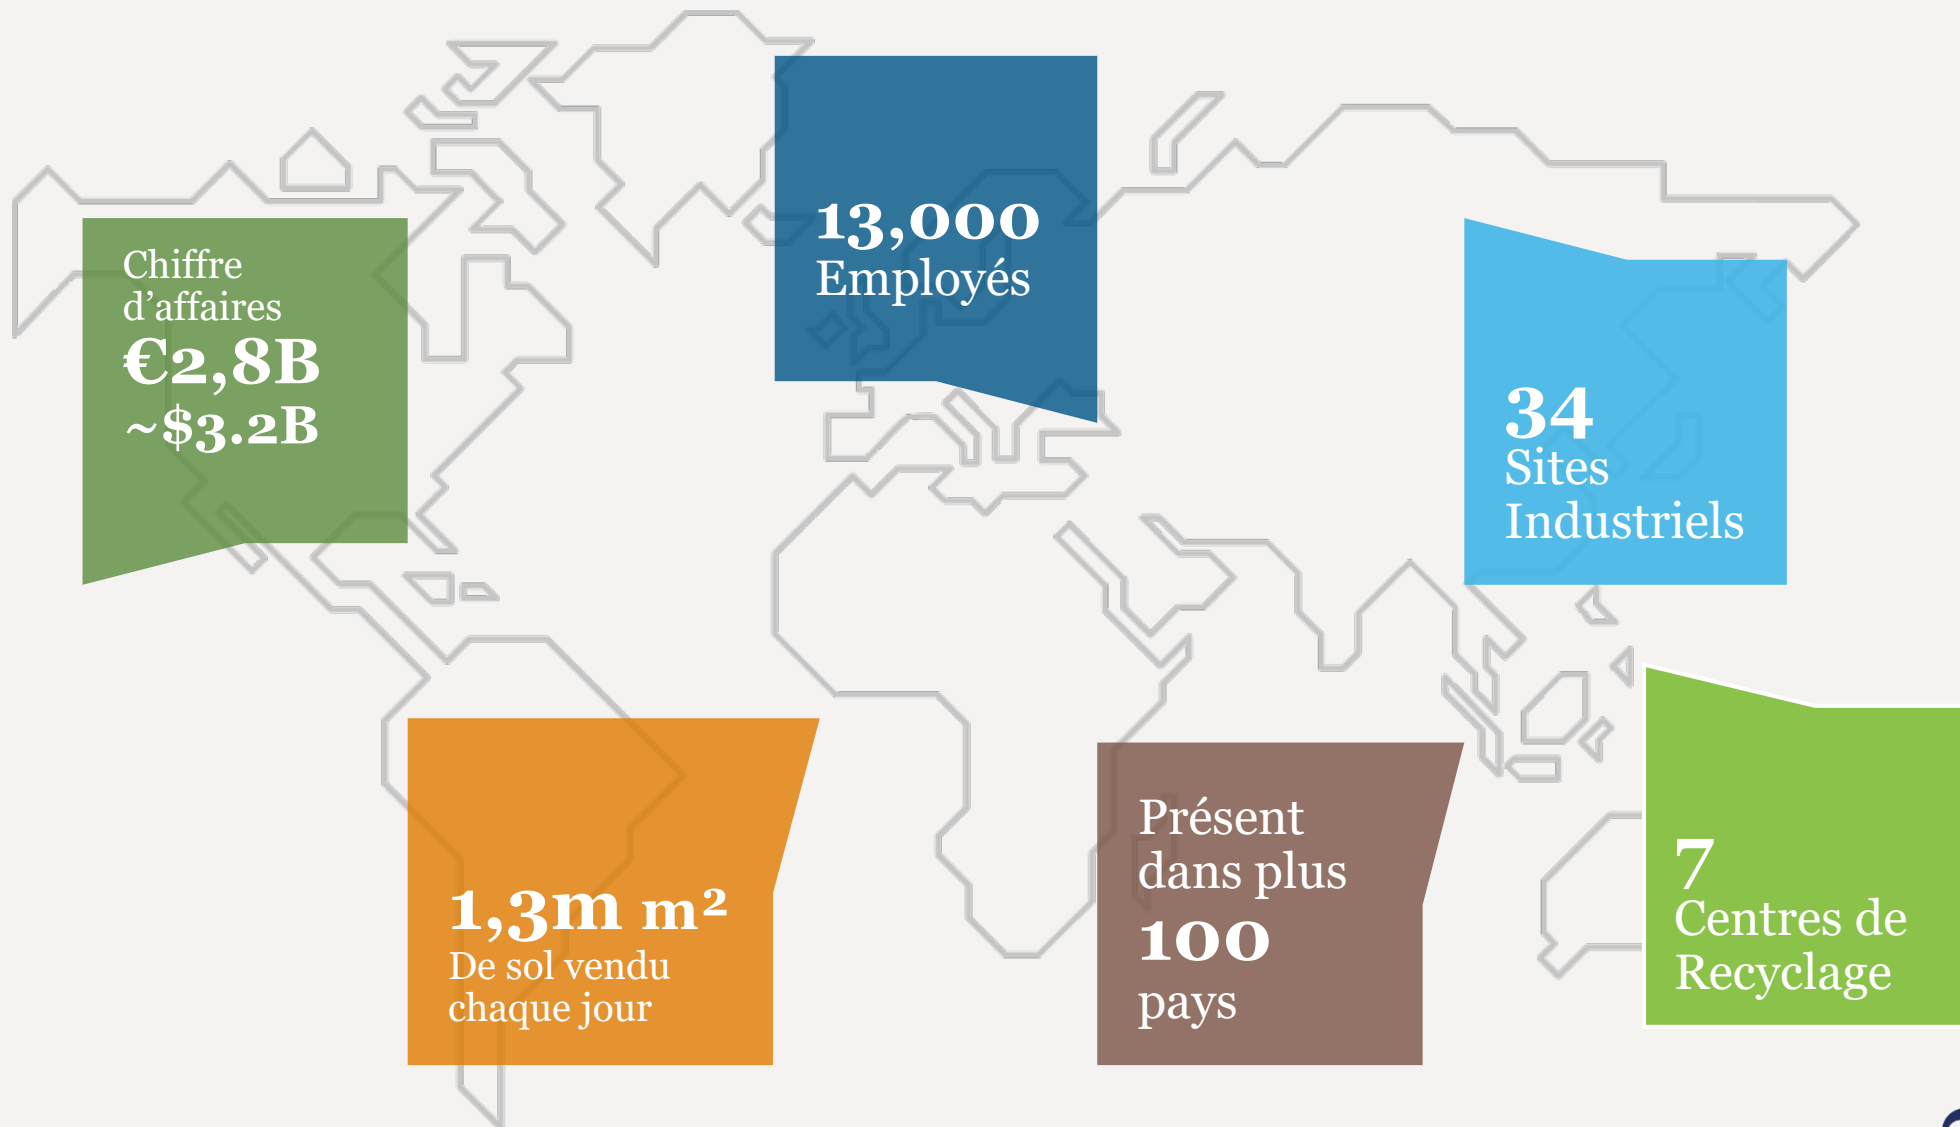 Chiffre
d’affaires
€2,8B
~$3.2B
13,000
Employés
34
Sites
Industriels
1,3m m²
De sol vendu
chaque jour
Présent
dans plus
100
pays
7
Centres de
Recyclage